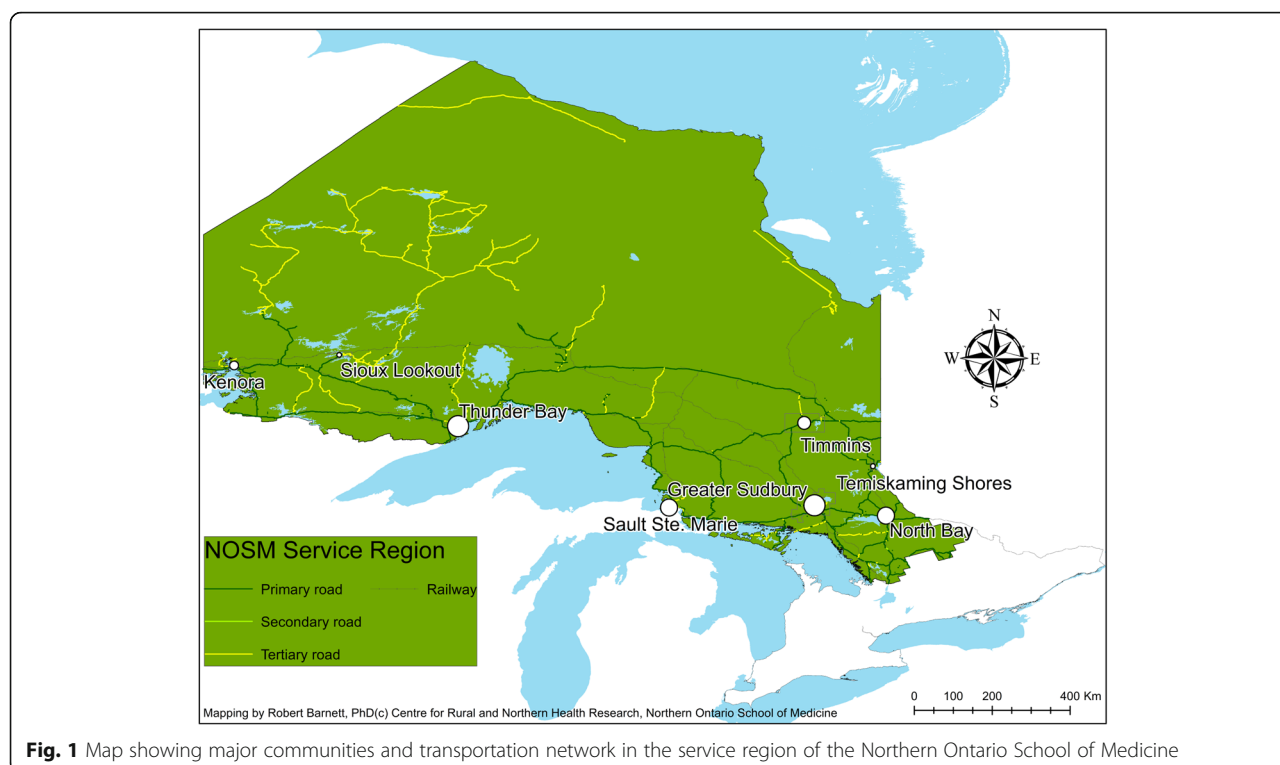 N
W E
S
Kenora
Sioux Lookout
Thunder Bay
Timmins
Temiskaming Shores
Greater Sudbury
Sault Ste. Marie
North Bay
NOSM Service Region
Primary road Railway
Secondary road
Tertiary road
0 100 200 400 Km
Mapping by Robert Barnett, PhD(c) Centre for Rural and Northern Health Research, Northern Ontario School of Medicine
Fig. 1 Map showing major communities and transportation network in the service region of the Northern Ontario School of Medicine